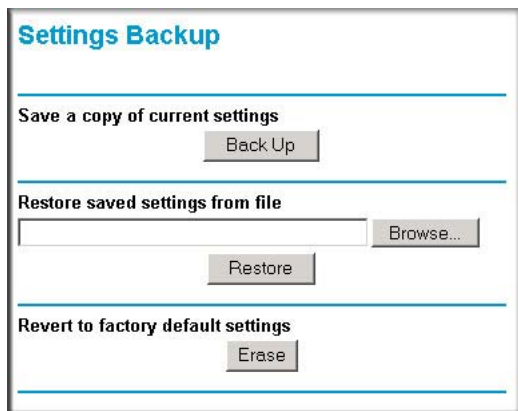 Settings Backup
Save a copy of current settings
Back Up
Restore saved settings from file
Browse...
Restore
Revert to factory default settings
Erase